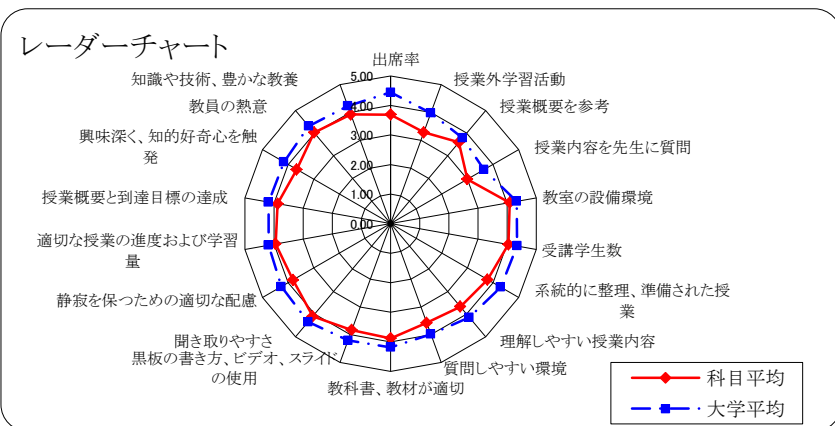 レーダーチャート
出席率
授業外学習活動
授業概要を参考
授業内容を先生に質問
教室の設備環境
受講学生数
系統的に整理、準備された授
業
理解しやすい授業内容
質問しやすい環境
教科書、教材が適切
黒板の書き方、ビデオ、スライド
の使用
聞き取りやすさ
静寂を保つための適切な配慮
適切な授業の進度および学習
量
授業概要と到達目標の達成
興味深く、知的好奇心を触
発
教員の熱意
知識や技術、豊かな教養
5.00
4.00
3.00
2.00
1.00
0.00
科目平均
大学平均